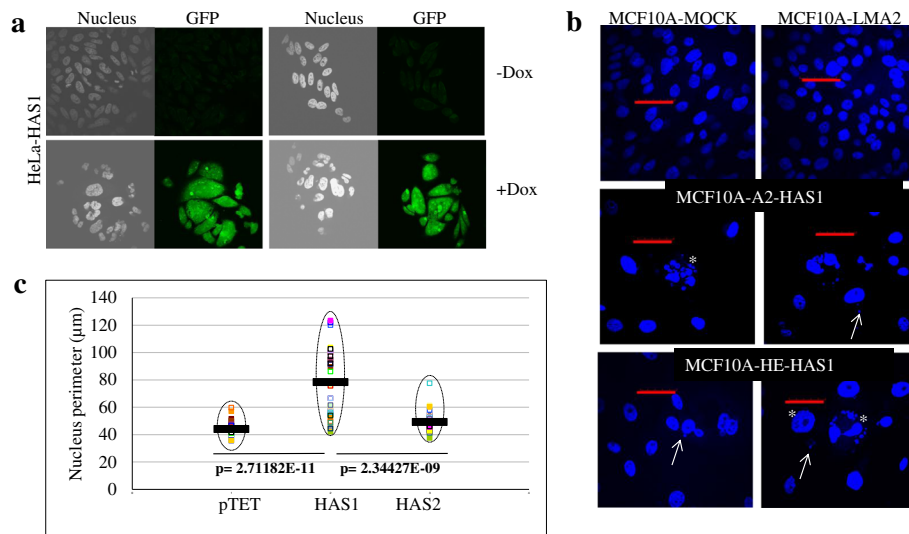 a
Nucleus GFP Nucleus GFP
HeLa-HAS1
-Dox
+Dox
b
MCF10A-MOCK MCF10A-LMA2
MCF10A-A2-HAS1
*
MCF10A-HE-HAS1
* *
c
Nucleus perimeter (µm)
140
120
100
80
60
40
20
0
p= 2.71182E-11 p= 2.34427E-09
pTET HAS1 HAS2